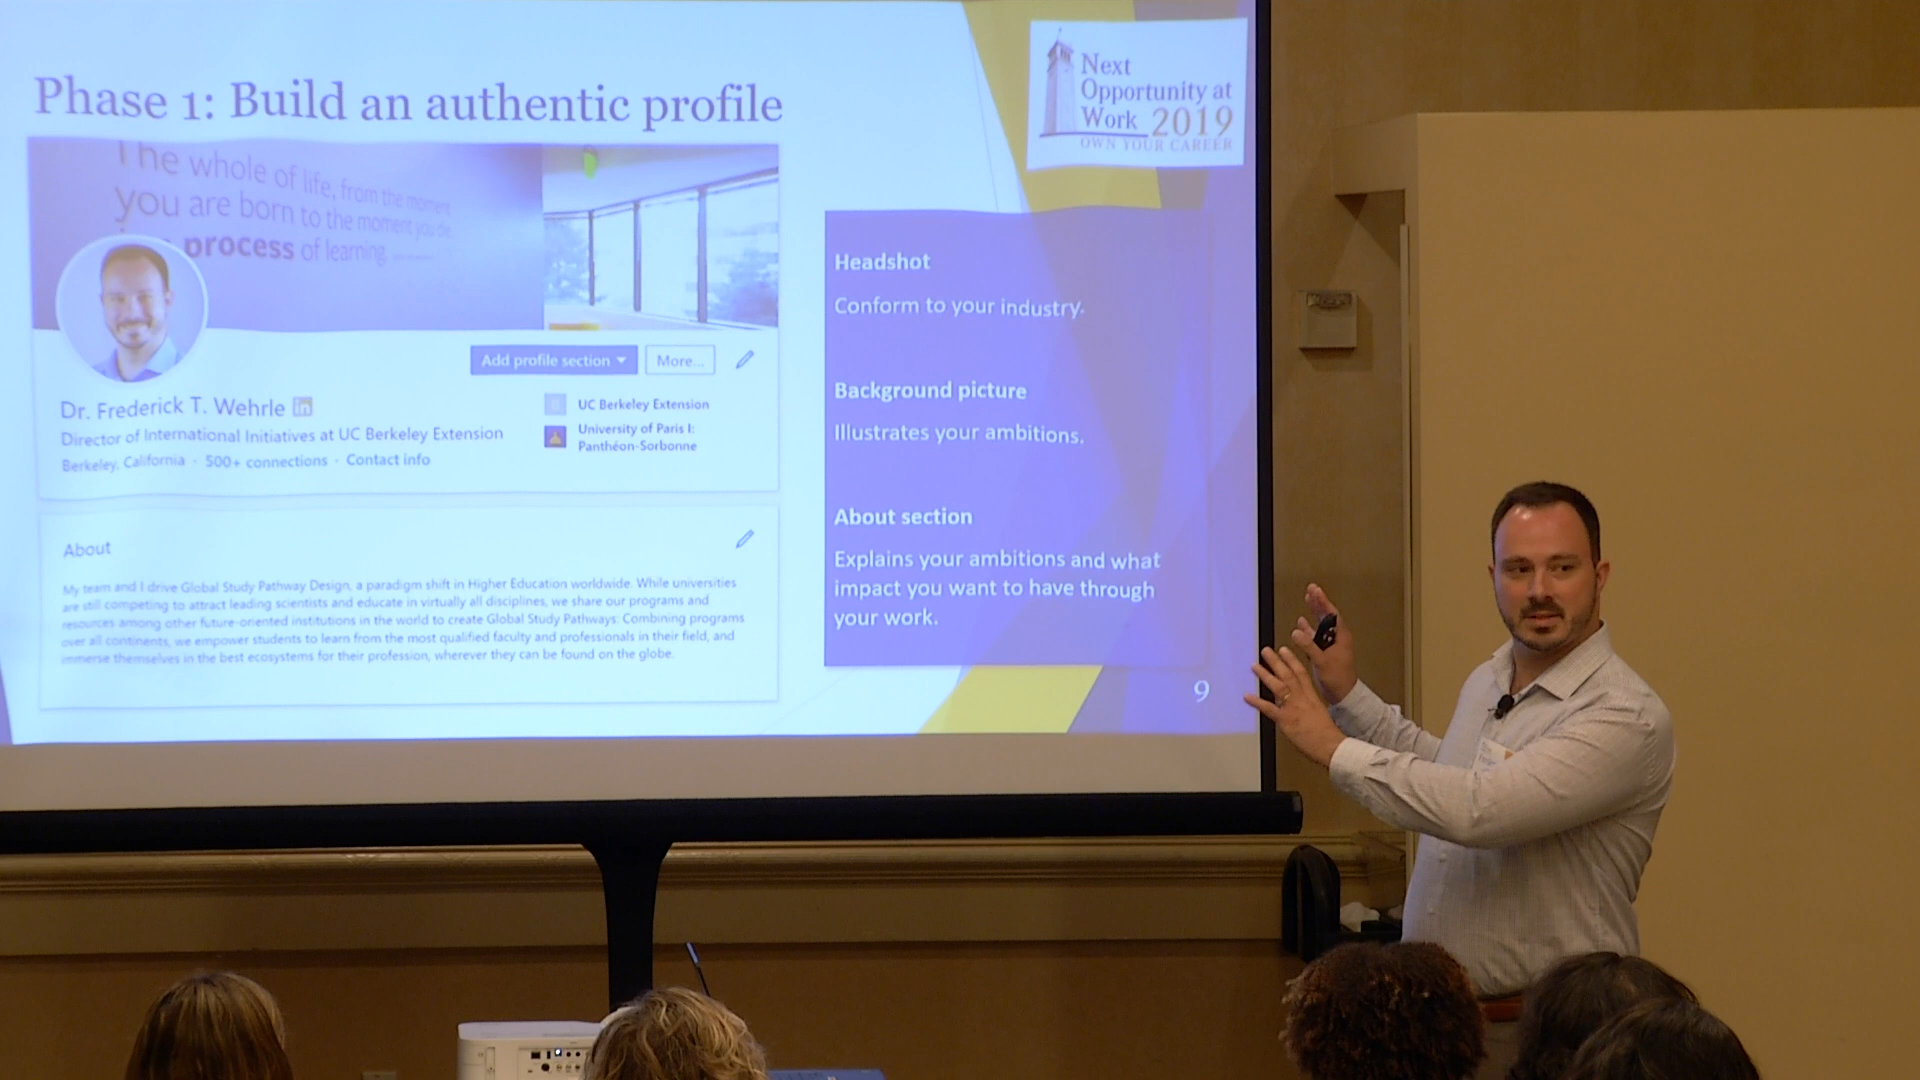 Phase 1: Build an authentic profile
Next
Opportunity at
Work 2019
OWN YOUR CAREER
The whole of life, from the moment
you are born to the moment you die
process of learning.
Add profile section
More...
Dr. Frederick T. Wehrle in
Director of International Initiatives at UC Berkeley Extension
Berkeley, California · 500+ connections · Contact info
UC Berkeley Extension
University of Paris I:
Panthéon-Sorbonne
About
My team and I drive Global Study Pathway Design, a paradigm shift in Higher Education worldwide. While universities
are still competing to attract leading scientists and educate in virtually all disciplines, we share our programs and
resources among other future-oriented institutions in the world to create Global Study Pathways: Combining programs
over all continents, we empower students to learn from the most qualified faculty and professionals in their field, and
immerse themselves in the best ecosystems for their profession, wherever they can be found on the globe.
Headshot
Conform to your industry.
Background picture
Illustrates your ambitions.
About section
Explains your ambitions and what
impact you want to have through
your work.
9